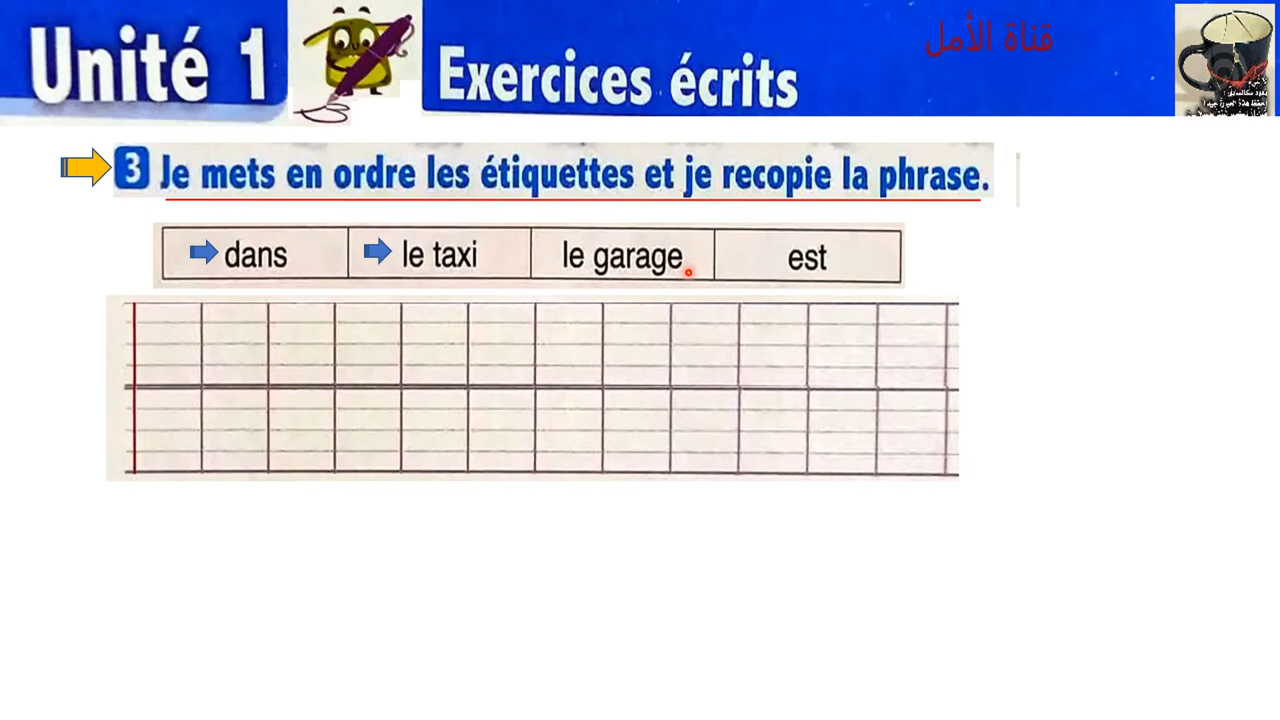 Unité 1
Exercices écrits
قناة الأمل
3 Je mets en ordre les étiquettes et je recopie la phrase.
dans le taxi le garage est